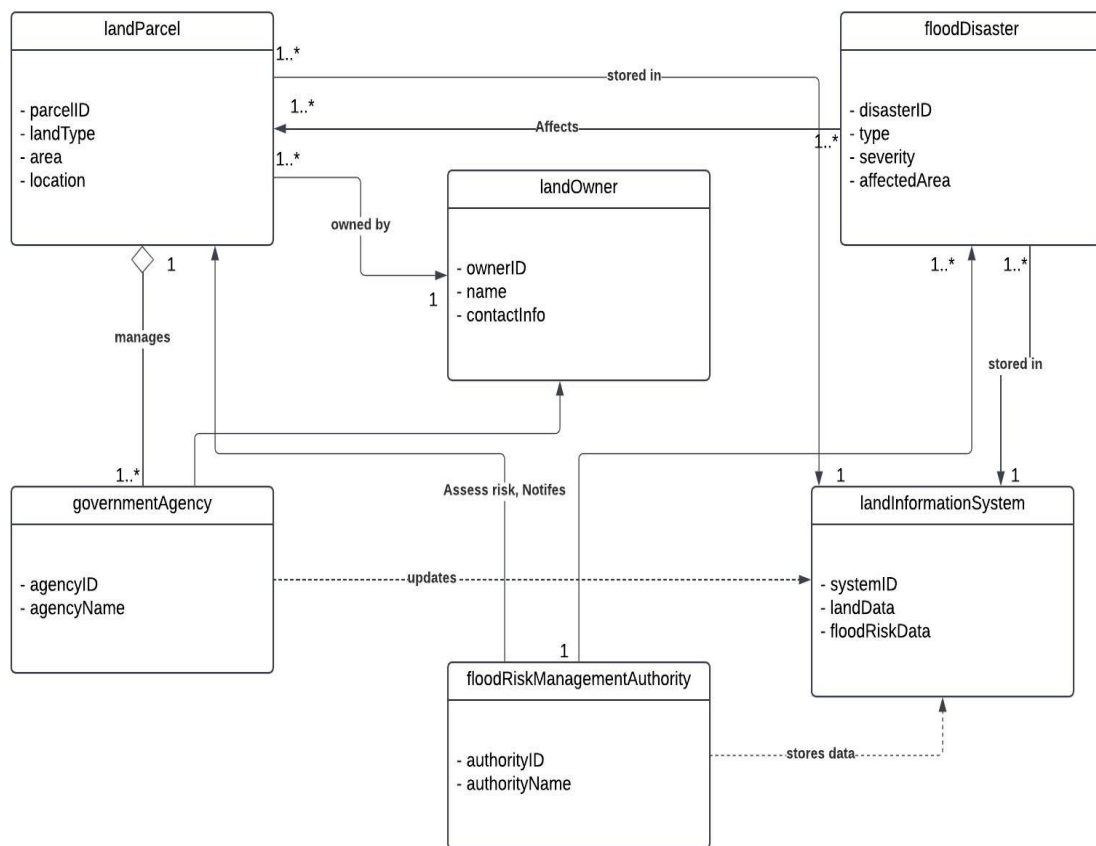 landParcel
- parcelID
- landType
- area
- location
floodDisaster
- disasterID
- type
- severity
- affectedArea
1..*
stored in
1..*
Affects
1..*
1..*
owned by
1
landOwner
- ownerID
- name
- contactInfo
1
manages
1..*
1..*
1..*
stored in
1
1
governmentAgency
- agencyID
- agencyName
Assess risk, Notifes
updates
landInformationSystem
- systemID
- landData
- floodRiskData
1
floodRiskManagementAuthority
- authorityID
- authorityName
stores data